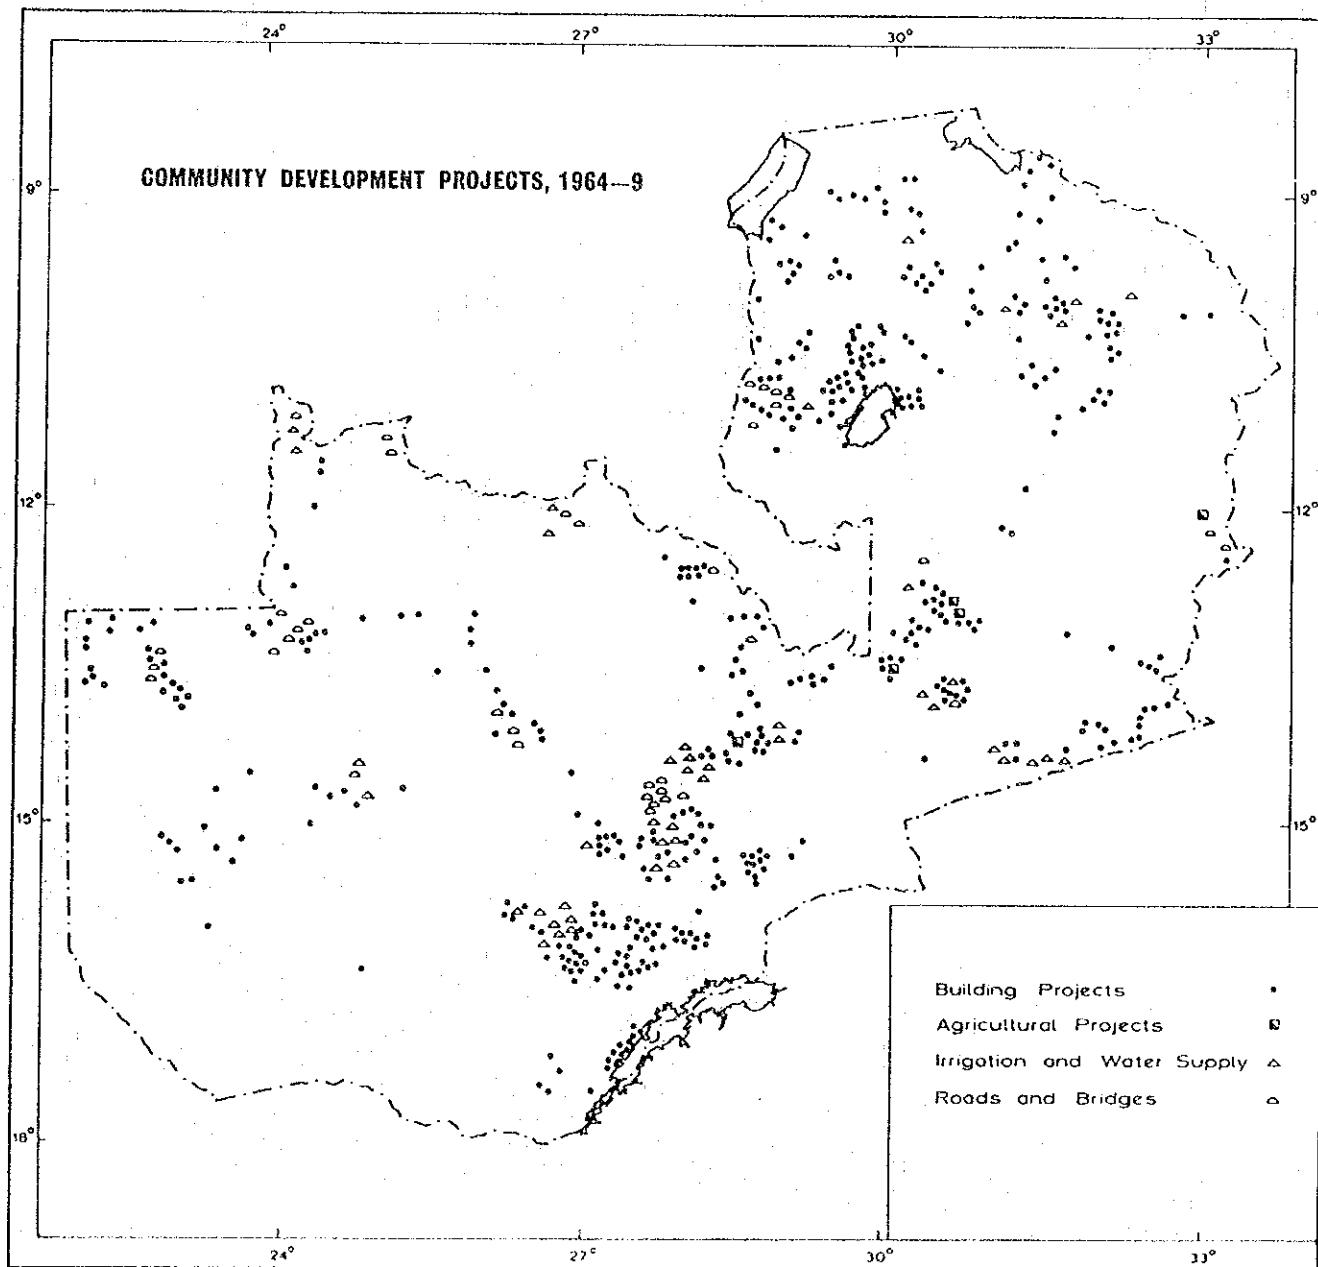 24° 27° 30° 33°
COMMUNITY DEVELOPMENT PROJECTS, 1964—9
9° 9°
12° 12°
15° 15°
Building Projects
Agricultural Projects
Irrigation and Water Supply
Roads and Bridges
18°
24° 27° 30° 33°